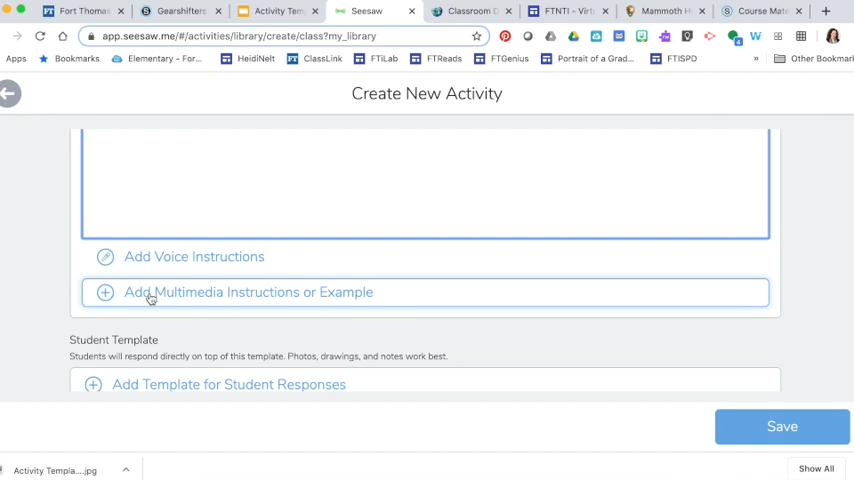 Fort Thomas
Gearshifters
Activity Temp
Seesaw
Classroom D
FTNTI - Virt
Mammoth H
Course Mate
app.seesaw.me/#/activities/library/create/class?my_library
Apps
Bookmarks
Elementary - For...
HeidiNelt
ClassLink
FTiLab
FTReads
FTGenius
Portrait of a Grad...
FTISPD
»
Other Bookmar
Create New Activity
Add Voice Instructions
Add Multimedia Instructions or Example
Student Template
Students will respond directly on top of this template. Photos, drawings, and notes work best.
Add Template for Student Responses
Save
Activity Templa....jpg
Show All